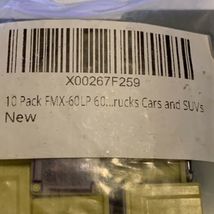 X00267F259
10 Pack FMX-60LP 60...rucks Cars and SUVs
New